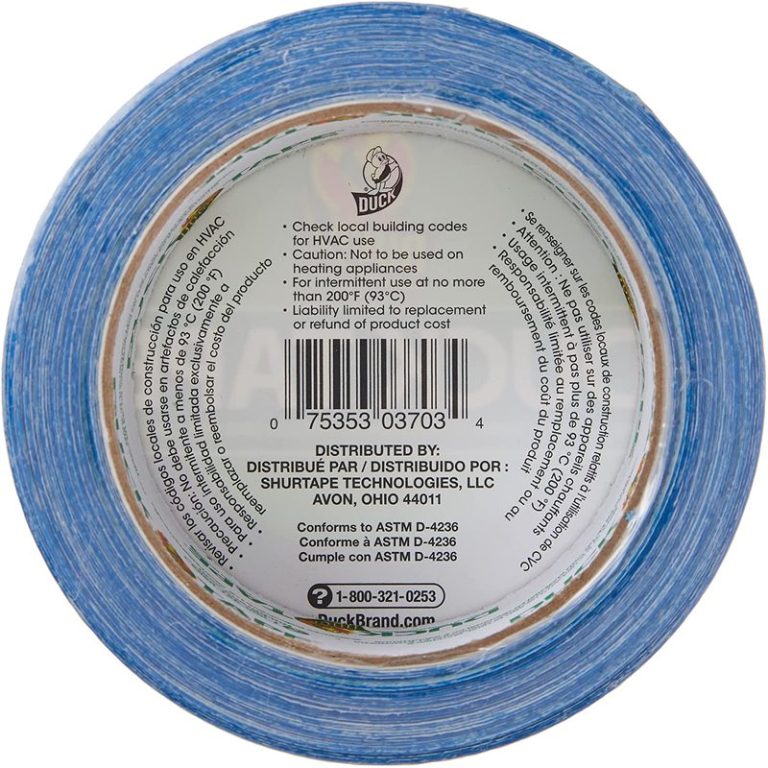 DUCK
• Check local building codes
for HVAC use
• Caution: Not to be used on
heating appliances
• For intermittent use at no more
than 200°F (93°C)
• Liability limited to replacement
or refund of product cost
• Revisar los códigos locales de construcción para uso en HVAC
• Precaución: No debe usarse en artefactos de calefacción
• Para uso intermitente a menos de 93 °C (200 °F)
• Responsabilidad limitada exclusivamente a
reemplazar o reembolsar el costo del producto
• Se renseigner sur les codes locaux de construction relatifs à l'utilisation de CVC
• Attention : Ne pas utiliser sur des appareils chauffants
• Usage intermittent à pas plus de 93 °C (200 °F)
• Responsabilité limitée au remplacement ou au
remboursement du coût du produit
0 75353 03703 4
DISTRIBUTED BY:
DISTRIBUÉ PAR / DISTRIBUIDO POR :
SHURTAPE TECHNOLOGIES, LLC
AVON, OHIO 44011
Conforms to ASTM D-4236
Conforme à ASTM D-4236
Cumple con ASTM D-4236
? 1-800-321-0253
DuckBrand.com